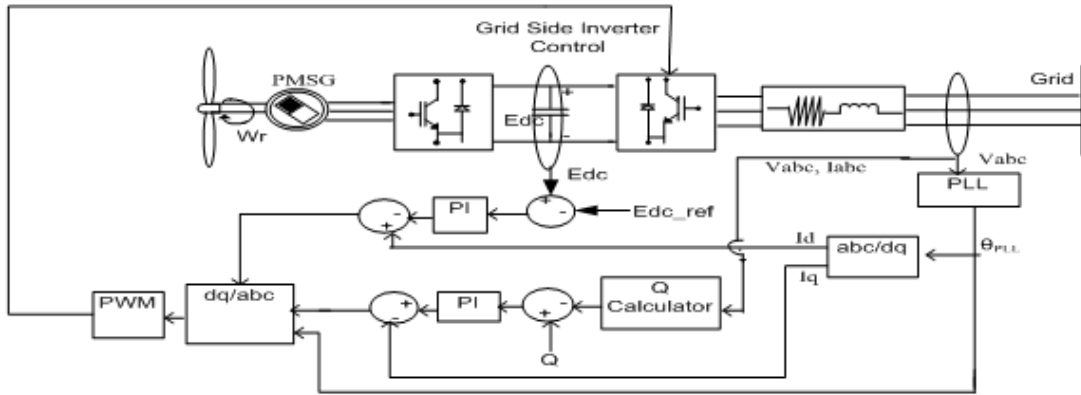 Grid Side Inverter
Control
PMSG
Grid
Wr
+
Edc
-
Edc
Vabc, Iabc
Vabc
PLL
PI
+
-
Edc_ref
-
+
Id
abc/dq
θPLL
Iq
PWM
dq/abc
+
-
PI
-
+
Q
Calculator
Q